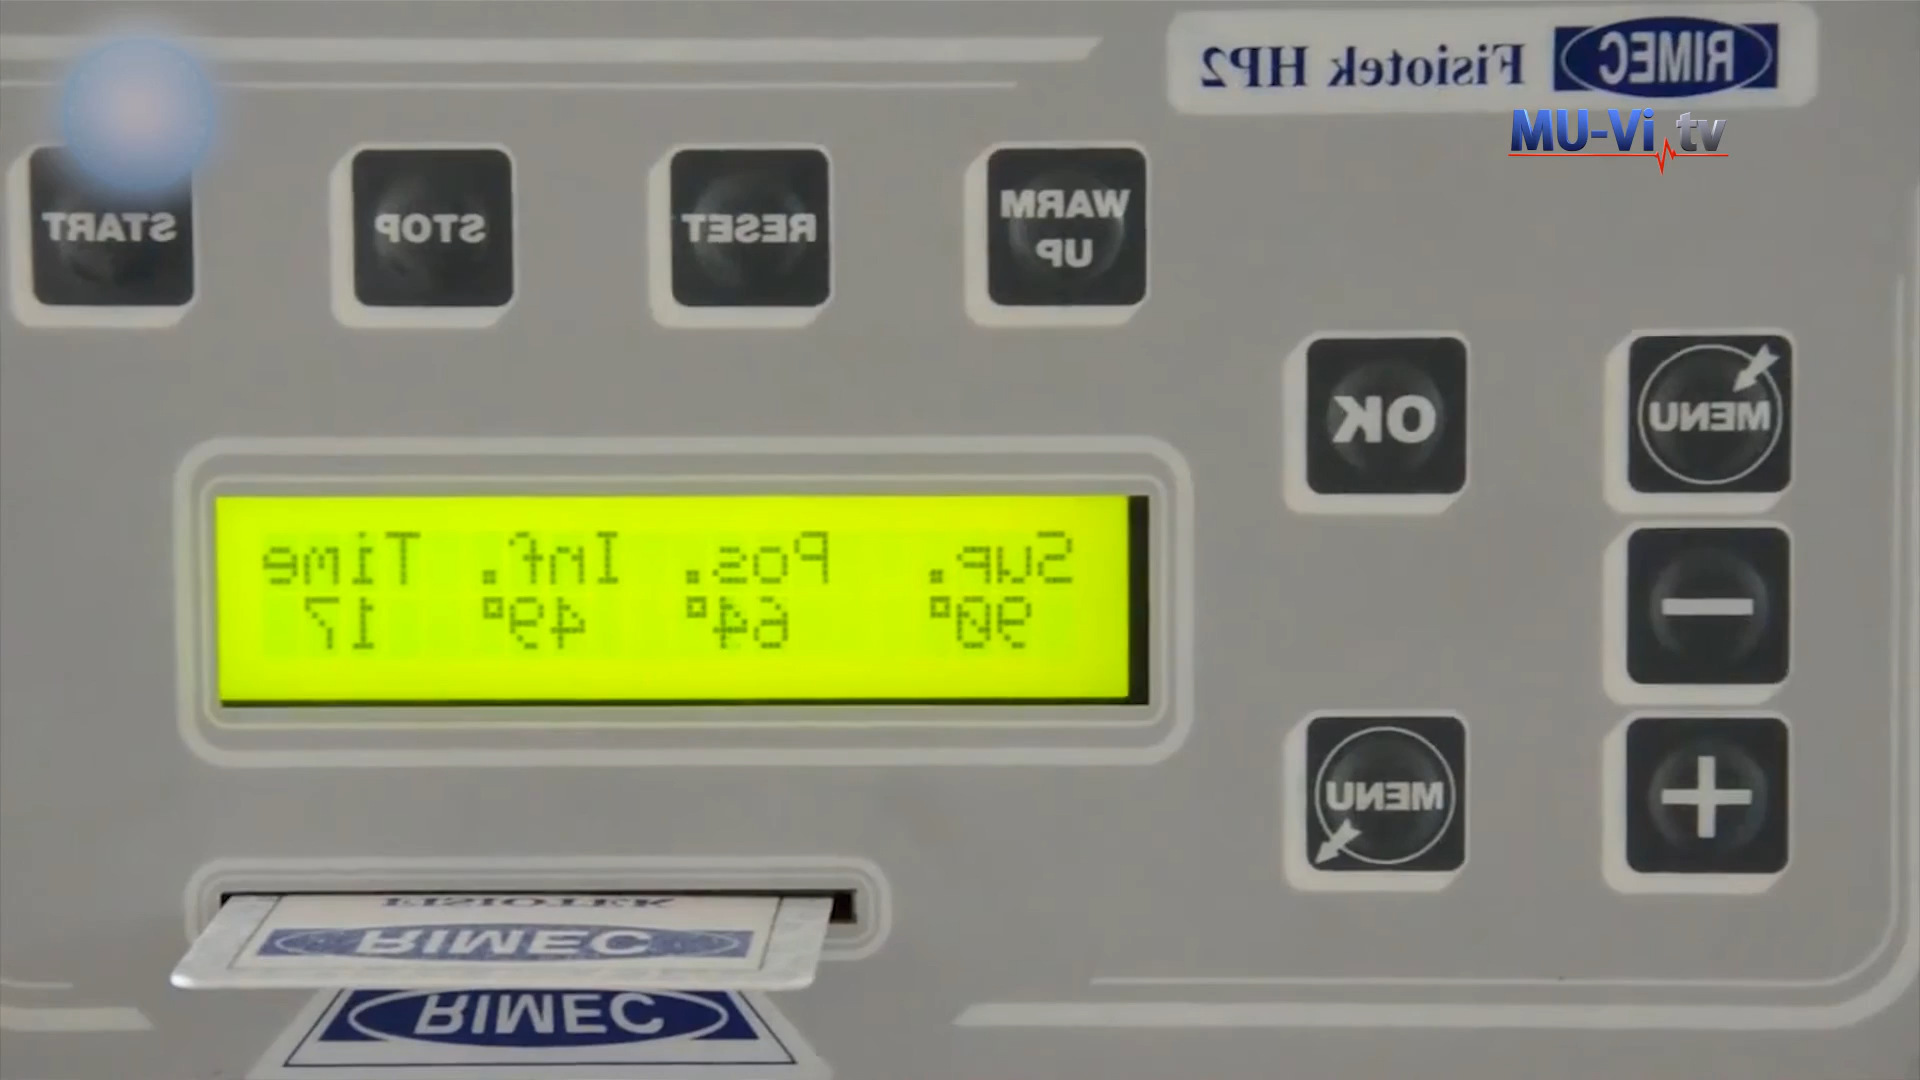 RIMEC Fisiotek HP2
MU-Vi.tv
WARM
UP
RESET
STOP
START
MENU
OK
Sup. Pos. Inf. Time
90° 64° 49° 17
MENU
FISIOTEK
RIMEC
RIMEC